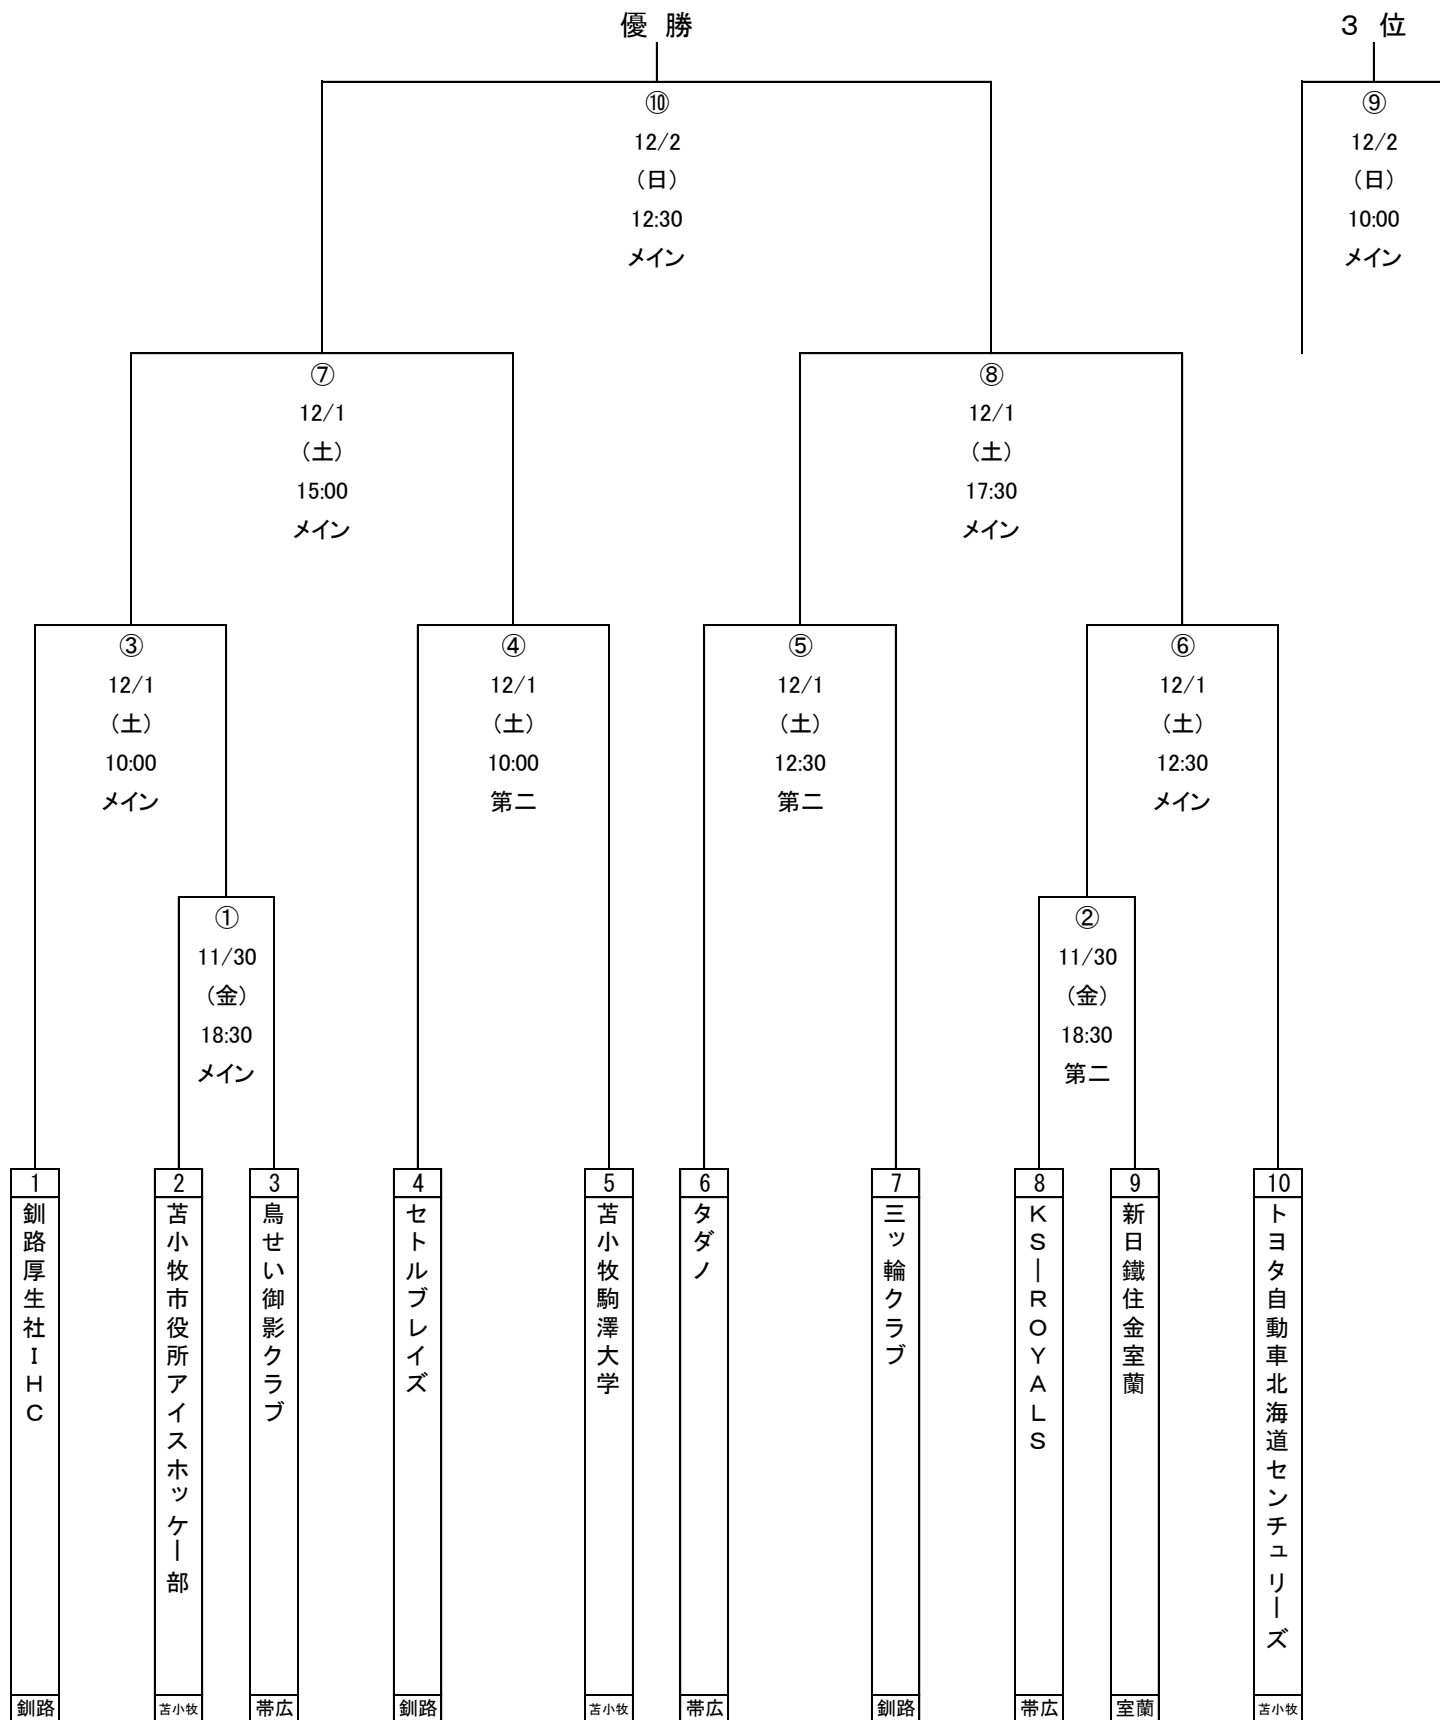 優 勝
３ 位
⑩
12/2
（日）
12:30
メイン
⑨
12/2
（日）
10:00
メイン
⑦
12/1
（土）
15:00
メイン
⑧
12/1
（土）
17:30
メイン
③
12/1
（土）
10:00
メイン
④
12/1
（土）
10:00
第二
⑤
12/1
（土）
12:30
第二
⑥
12/1
（土）
12:30
メイン
①
11/30
（金）
18:30
メイン
②
11/30
（金）
18:30
第二
1
釧路厚生社ＩＨＣ
釧路
2
苫小牧市役所アイスホッケー部
苫小牧
3
鳥せい御影クラブ
帯広
4
セトルブレイズ
釧路
5
苫小牧駒澤大学
苫小牧
6
タダノ
帯広
7
三ッ輪クラブ
釧路
8
ＫＳ―ＲＯＹＡＬＳ
帯広
9
新日鐵住金室蘭
室蘭
10
トヨタ自動車北海道センチュリーズ
苫小牧